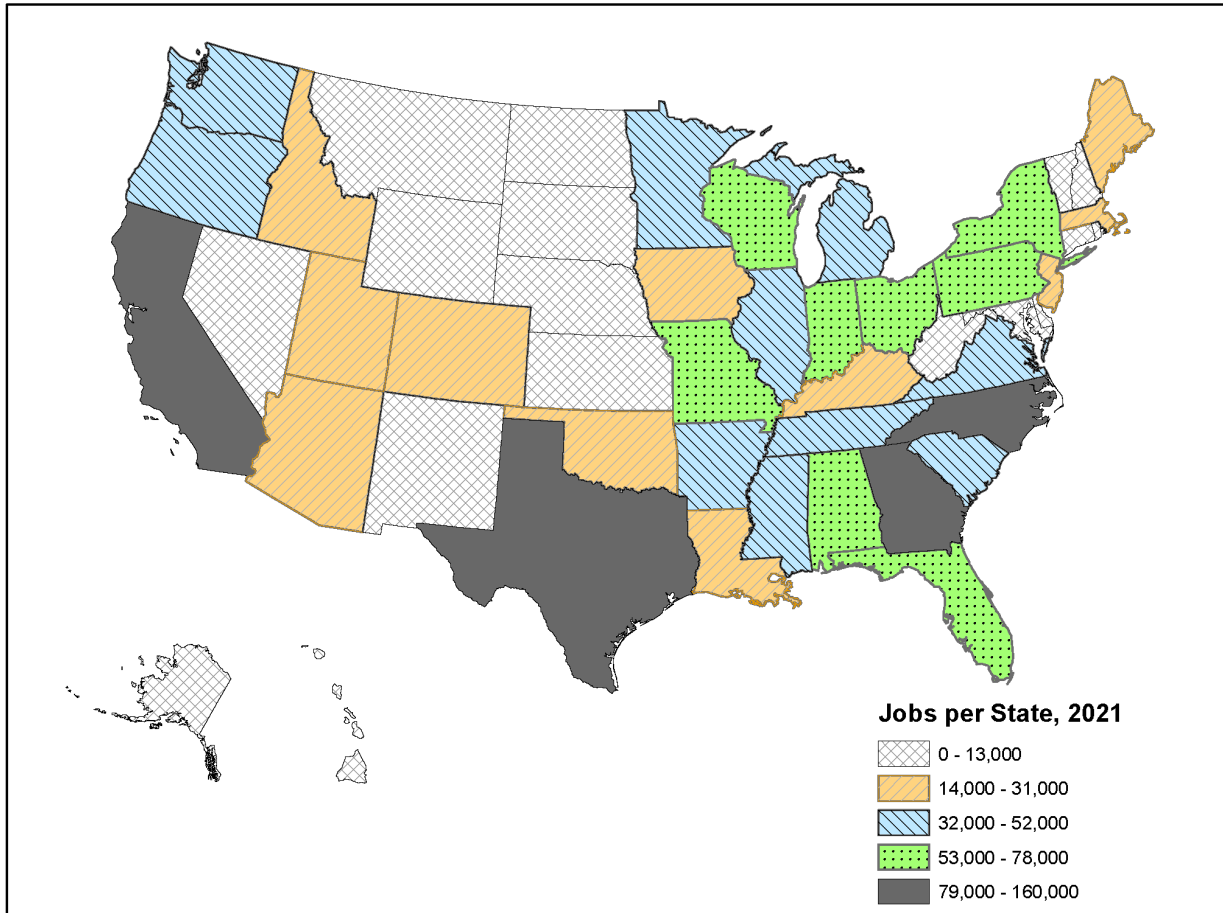 Jobs per State, 2021
0 - 13,000
14,000 - 31,000
32,000 - 52,000
53,000 - 78,000
79,000 - 160,000